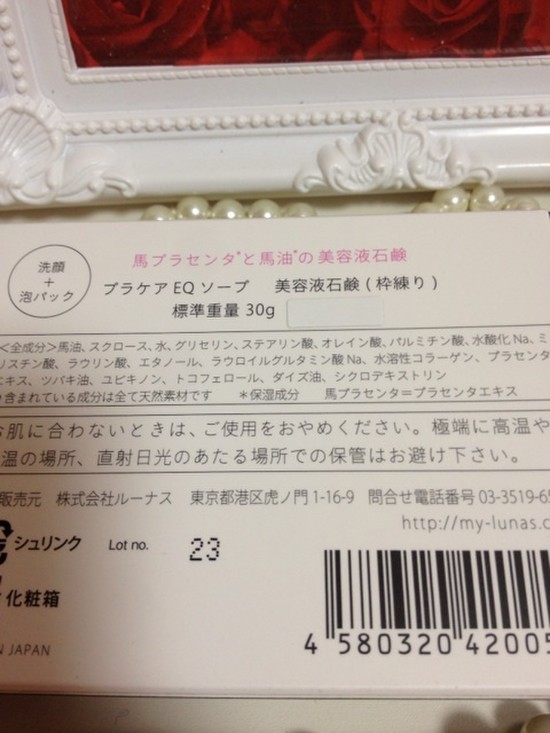 洗顔
+
泡パック
馬プラセンタ*と馬油*の美容液石鹸
プラケアEQソープ　美容液石鹸(枠練り)
標準重量30g
<全成分>馬油、スクロース、水、グリセリン、ステアリン酸、オレイン酸、パルミチン酸、水酸化Na、ミ
リスチン酸、ラウリン酸、エタノール、ラウロイルグルタミン酸Na、水溶性コラーゲン、プラセンタ
エキス、ツバキ油、ユビキノン、トコフェロール、ダイズ油、シクロデキストリン
含まれている成分は全て天然素材です　*保湿成分　馬プラセンタ=プラセンタエキス
お肌に合わないときは、ご使用をおやめください。極端に高温や
温の場所、直射日光のあたる場所での保管はお避け下さい。
販売元　株式会社ルーナス　東京都港区虎ノ門1-16-9　問合せ電話番号03-3519-65
http://my-lunas.c
シュリンク
Lot no.　23
化粧箱
N JAPAN
4 580320 42005